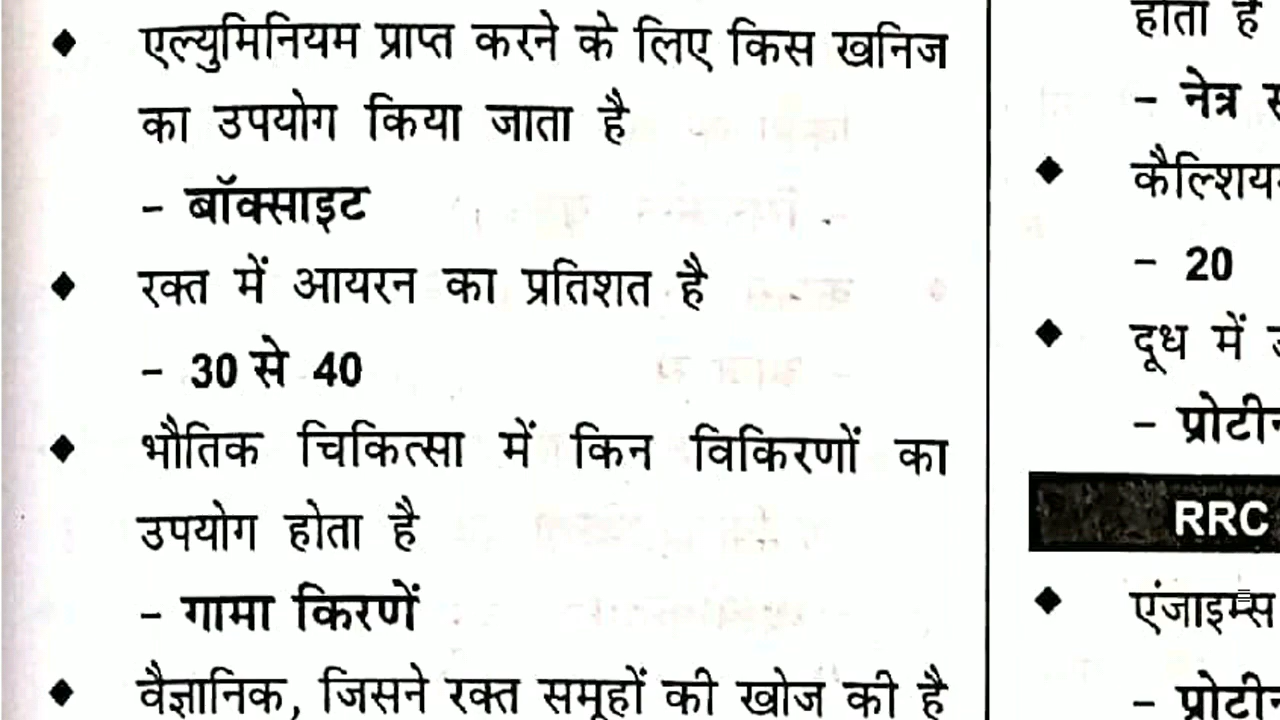 एल्युमिनियम प्राप्त करने के लिए किस खनिज
का उपयोग किया जाता है
- बॉक्साइट
रक्त में आयरन का प्रतिशत है
- 30 से 40
भौतिक चिकित्सा में किन विकिरणों का
उपयोग होता है
- गामा किरणें
वैज्ञानिक, जिसने रक्त समूहों की खोज की है
होता है
- नेत्र
- 20
दूध में
RRC
एंजाइम्स